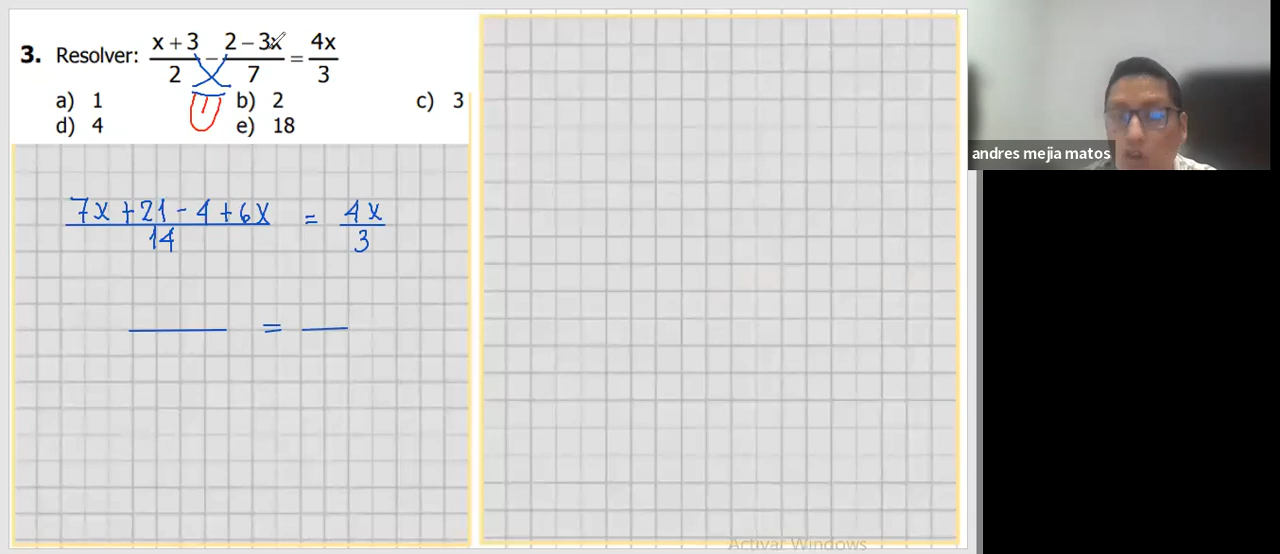 3. Resolver: x + 3 / 2 − 2 − 3x / 7 = 4x / 3
a) 1 b) 2 c) 3
d) 4 e) 18
7x + 21 - 4 + 6x / 14 = 4x / 3
=
andres mejia matos
Activar Windows